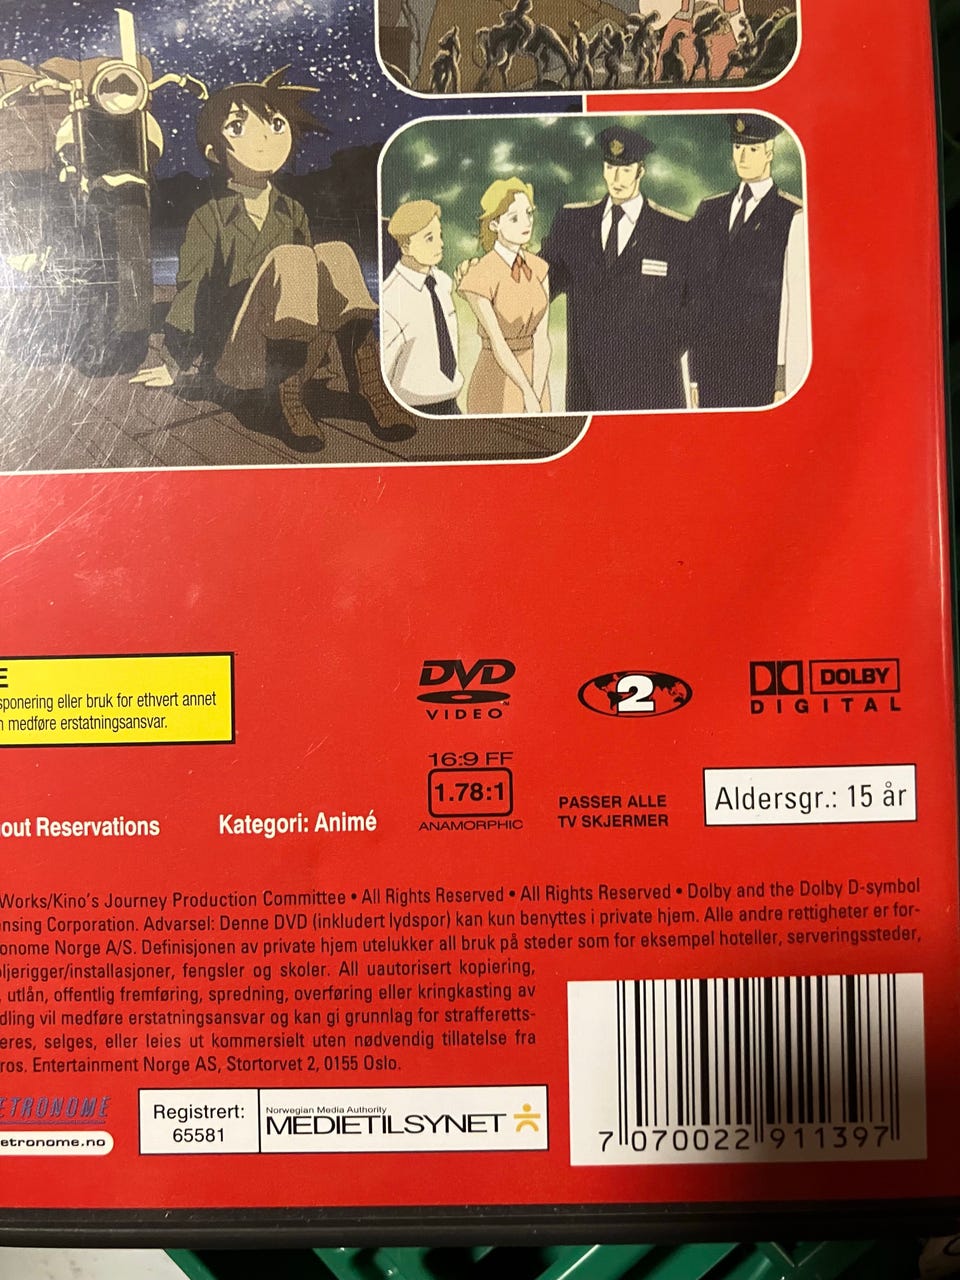 sponering eller bruk for ethvert annet
medføre erstatningsansvar.
DVD
VIDEO
2
DOLBY
DIGITAL
16:9 FF
1.78:1
ANAMORPHIC
PASSER ALLE
TV SKJERMER
Aldersgr.: 15 år
out Reservations
Kategori: Animé
Works/Kino's Journey Production Committee • All Rights Reserved • All Rights Reserved • Dolby and the Dolby D-symbol
ensing Corporation. Advarsel: Denne DVD (inkludert lydspor) kan kun benyttes i private hjem. Alle andre rettigheter er for-
onome Norge A/S. Definisjonen av private hjem utelukker all bruk på steder som for eksempel hoteller, serveringssteder,
oljerigger/installasjoner, fengsler og skoler. All uautorisert kopiering,
, utlån, offentlig fremføring, spredning, overføring eller kringkasting av
dling vil medføre erstatningsansvar og kan gi grunnlag for strafferetts-
eres, selges, eller leies ut kommersielt uten nødvendig tillatelse fra
ros. Entertainment Norge AS, Stortorvet 2, 0155 Oslo.
ETRONOME
etronome.no
Registrert:
65581
Norwegian Media Authority
MEDIETILSYNET
7 070022 911397